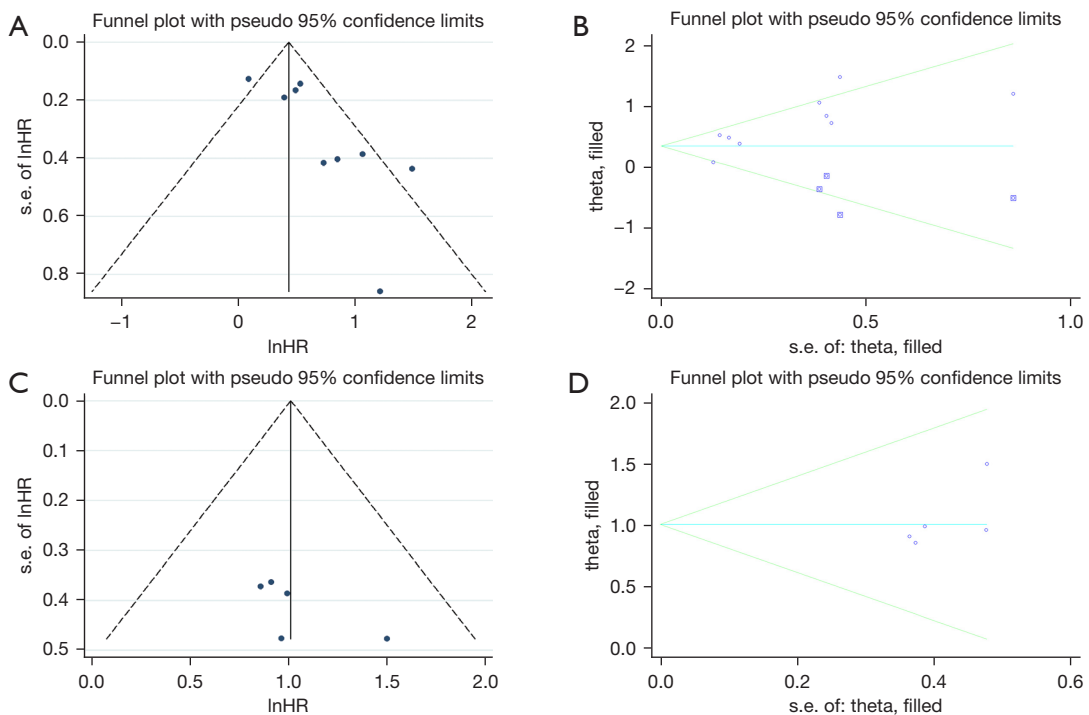 A
Funnel plot with pseudo 95% confidence limits
0.0
0.2
0.4
0.6
0.8
s.e. of lnHR
−1
0
1
2
lnHR
B
Funnel plot with pseudo 95% confidence limits
2
1
0
−1
−2
theta, filled
0.0
0.5
1.0
s.e. of: theta, filled
C
Funnel plot with pseudo 95% confidence limits
0.0
0.1
0.2
0.3
0.4
0.5
s.e. of lnHR
0.0
0.5
1.0
1.5
2.0
lnHR
D
Funnel plot with pseudo 95% confidence limits
2.0
1.5
1.0
0.5
0.0
theta, filled
0.0
0.2
0.4
0.6
s.e. of: theta, filled